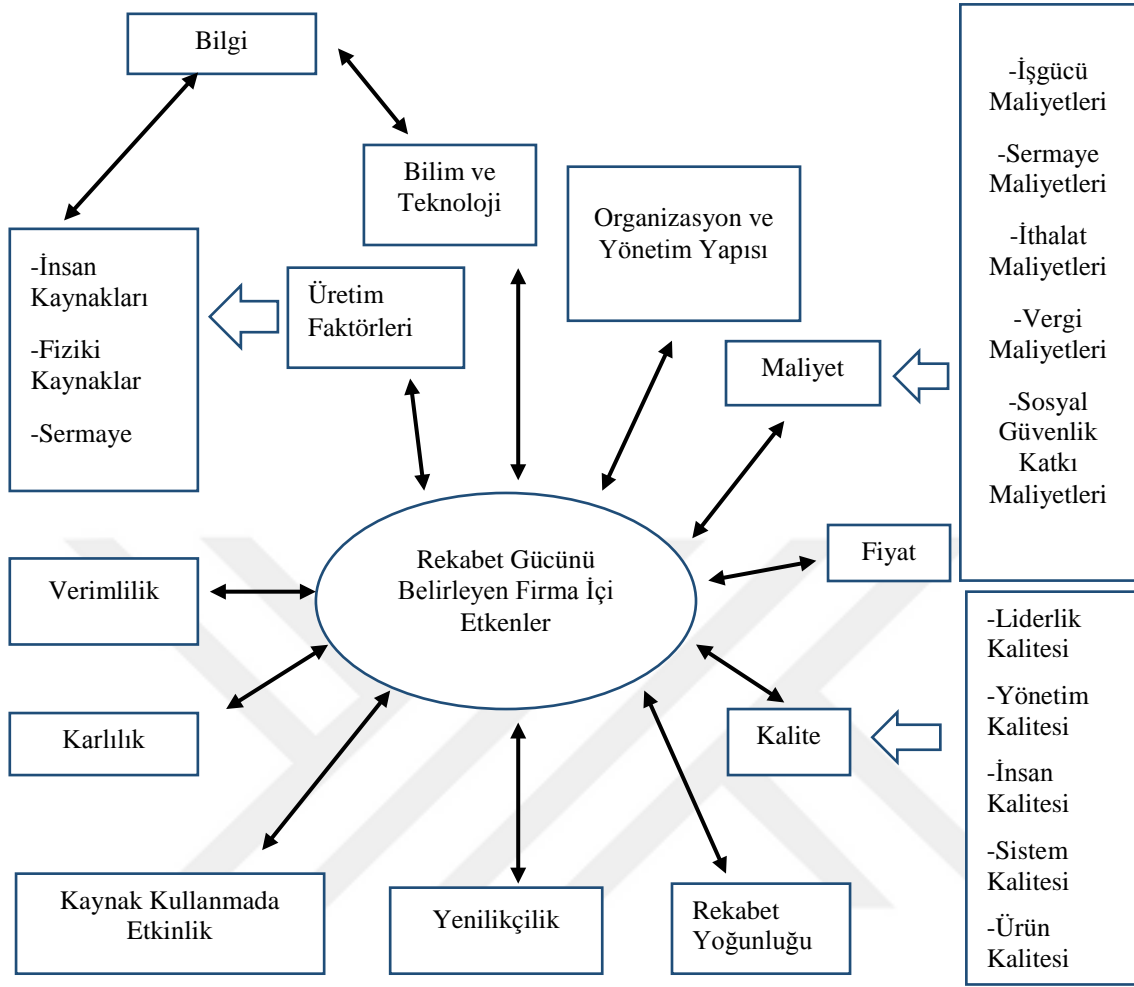 Bilgi
-İşgücü
Maliyetleri
-Sermaye
Maliyetleri
-İthalat
Maliyetleri
-Vergi
Maliyetleri
-Sosyal
Güvenlik
Katkı
Maliyetleri
Bilim ve
Teknoloji
Organizasyon ve
Yönetim Yapısı
-İnsan
Kaynakları
-Fiziki
Kaynaklar
-Sermaye
Üretim
Faktörleri
Maliyet
Rekabet Gücünü
Belirleyen Firma İçi
Etkenler
Fiyat
Verimlilik
-Liderlik
Kalitesi
-Yönetim
Kalitesi
-İnsan
Kalitesi
-Sistem
Kalitesi
-Ürün
Kalitesi
Karlılık
Kalite
Kaynak Kullanmada
Etkinlik
Yenilikçilik
Rekabet
Yoğunluğu